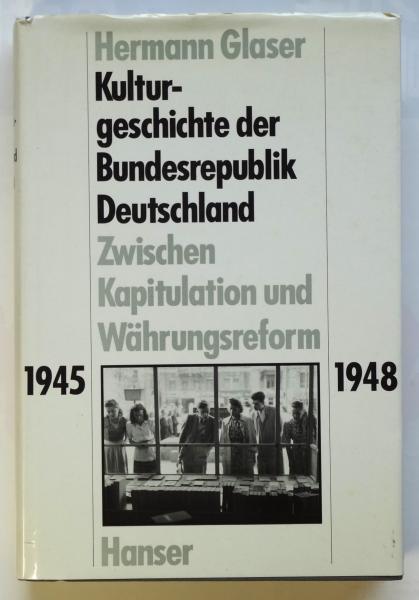 Hermann Glaser
Kultur-
geschichte der
Bundesrepublik
Deutschland
Zwischen
Kapitulation und
Währungsreform
1945
1948
Hanser